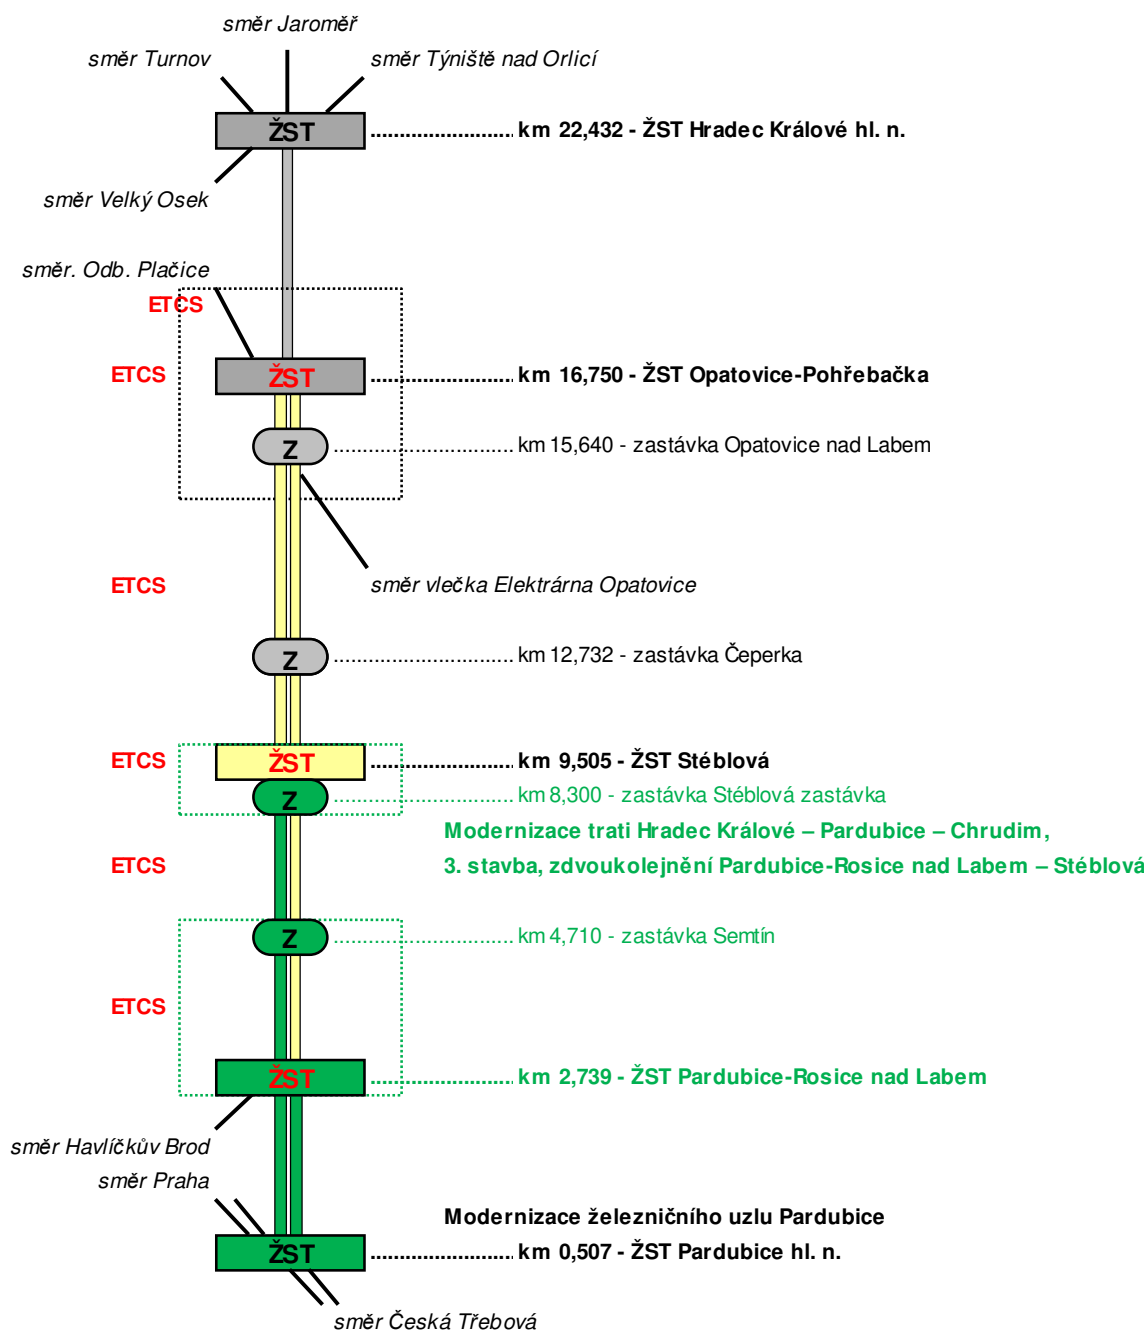 směr Jaroměř
směr Turnov
směr Týniště nad Orlicí
ŽST
km 22,432 - ŽST Hradec Králové hl. n.
směr Velký Osek
směr. Odb. Plačice
ETCS
ETCS
ŽST
km 16,750 - ŽST Opatovice-Pohřebačka
Z
km 15,640 - zastávka Opatovice nad Labem
ETCS
směr vlečka Elektrárna Opatovice
Z
km 12,732 - zastávka Čeperka
ETCS
ŽST
km 9,505 - ŽST Stéblová
Z
km 8,300 - zastávka Stéblová zastávka
Modernizace trati Hradec Králové – Pardubice – Chrudim,
ETCS
3. stavba, zdvoukolejnění Pardubice-Rosice nad Labem – Stéblová
Z
km 4,710 - zastávka Semtín
ETCS
ŽST
km 2,739 - ŽST Pardubice-Rosice nad Labem
směr Havlíčkův Brod
směr Praha
Modernizace železničního uzlu Pardubice
ŽST
km 0,507 - ŽST Pardubice hl. n.
směr Česká Třebová